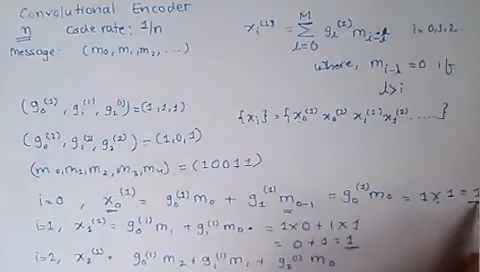 Convolutional Encoder
n code rate: 1/n
message: (m0, m1, m2, ...)
xi(1) = M∑l=0 gl(1) mi-l i=0,1,2..
where, mi-l = 0 if
l>i
{xi} = {x0(1) x0(2) x1(1) x1(2) .....}
(g0(1), g1(1), g2(1)) = (1,1,1)
(g0(2), g1(2), g2(2)) = (1,0,1)
(m0, m1, m2, m3, m4) = (10011)
i=0, x0(1) = g0(1) m0 + g1(1) m0-1 = g0(1) m0 = 1×1 = 1
i=1, x1(1) = g0(1) m1 + g1(1) m0 = 1×0 + 1×1
= 0+1 = 1
i=2, x2(1) = g0(1) m2 + g1(1) m1 + g2(1) m0